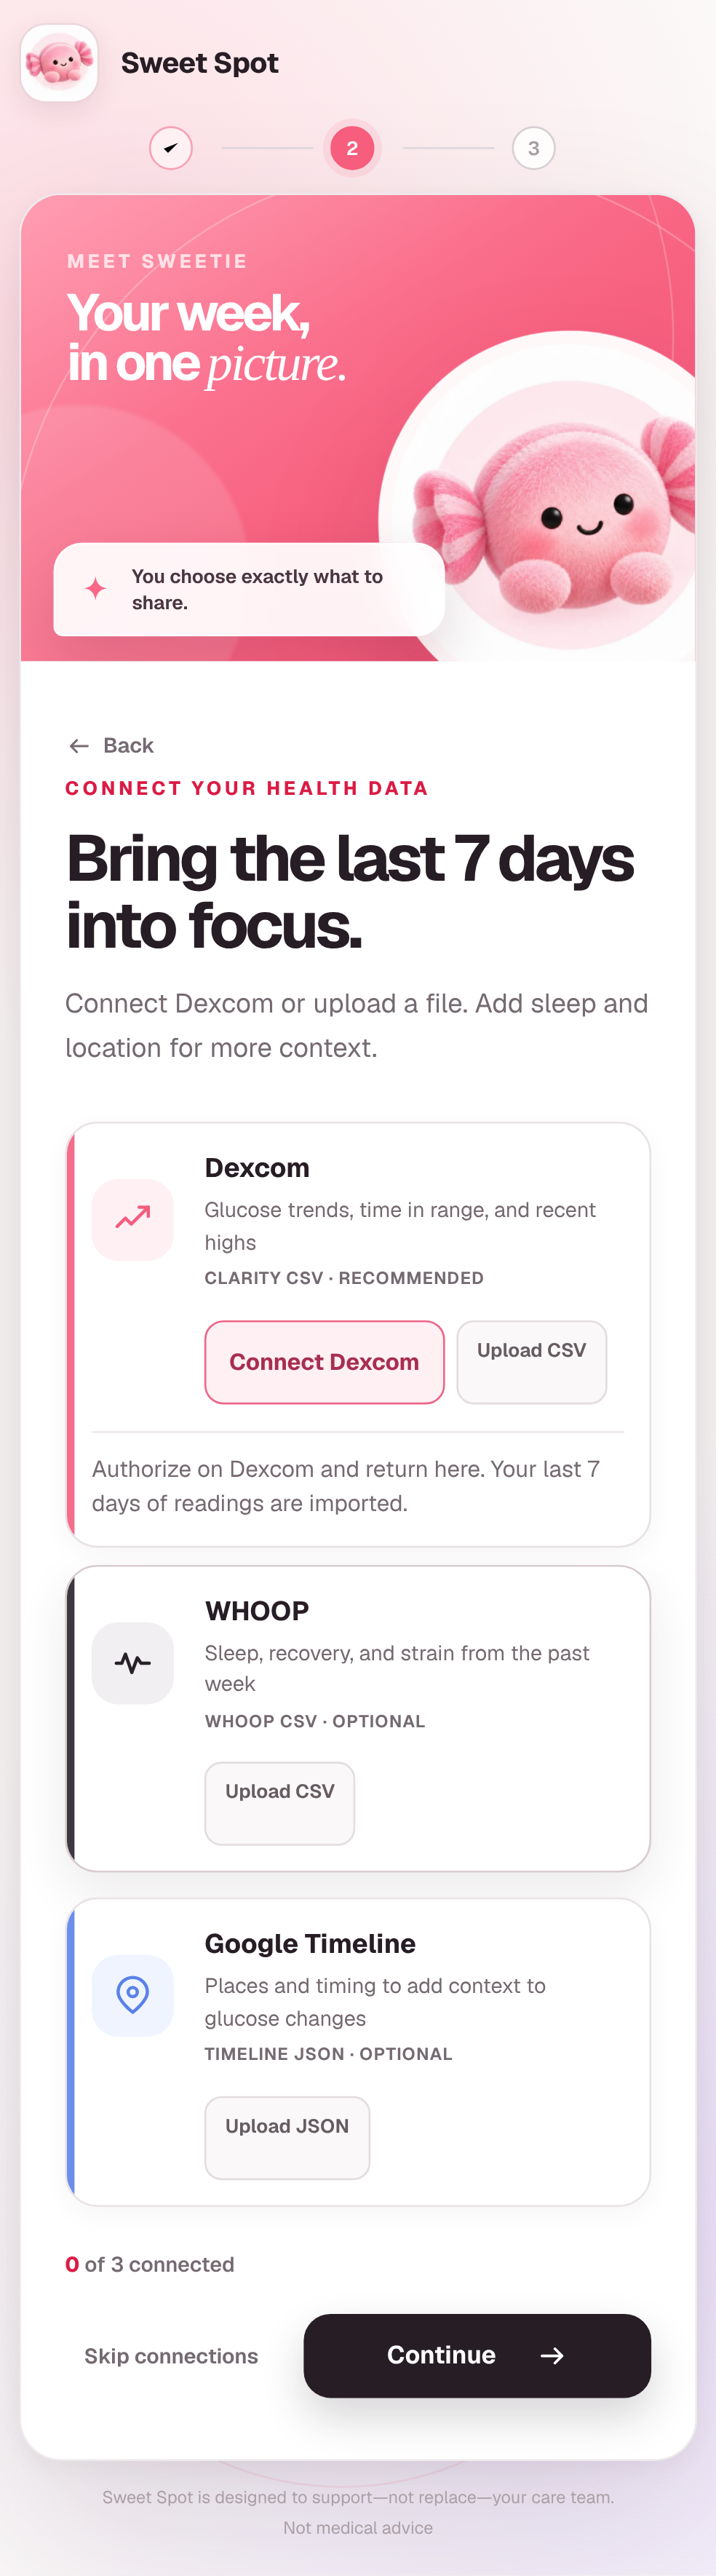 Sweet Spot
2
3
MEET SWEETIE
Your week,
in one picture.
You choose exactly what to
share.
Back
CONNECT YOUR HEALTH DATA
Bring the last 7 days
into focus.
Connect Dexcom or upload a file. Add sleep and
location for more context.
Dexcom
Glucose trends, time in range, and recent
highs
CLARITY CSV · RECOMMENDED
Connect Dexcom
Upload CSV
Authorize on Dexcom and return here. Your last 7
days of readings are imported.
WHOOP
Sleep, recovery, and strain from the past
week
WHOOP CSV · OPTIONAL
Upload CSV
Google Timeline
Places and timing to add context to
glucose changes
TIMELINE JSON · OPTIONAL
Upload JSON
0 of 3 connected
Skip connections
Continue
Sweet Spot is designed to support—not replace—your care team.
Not medical advice